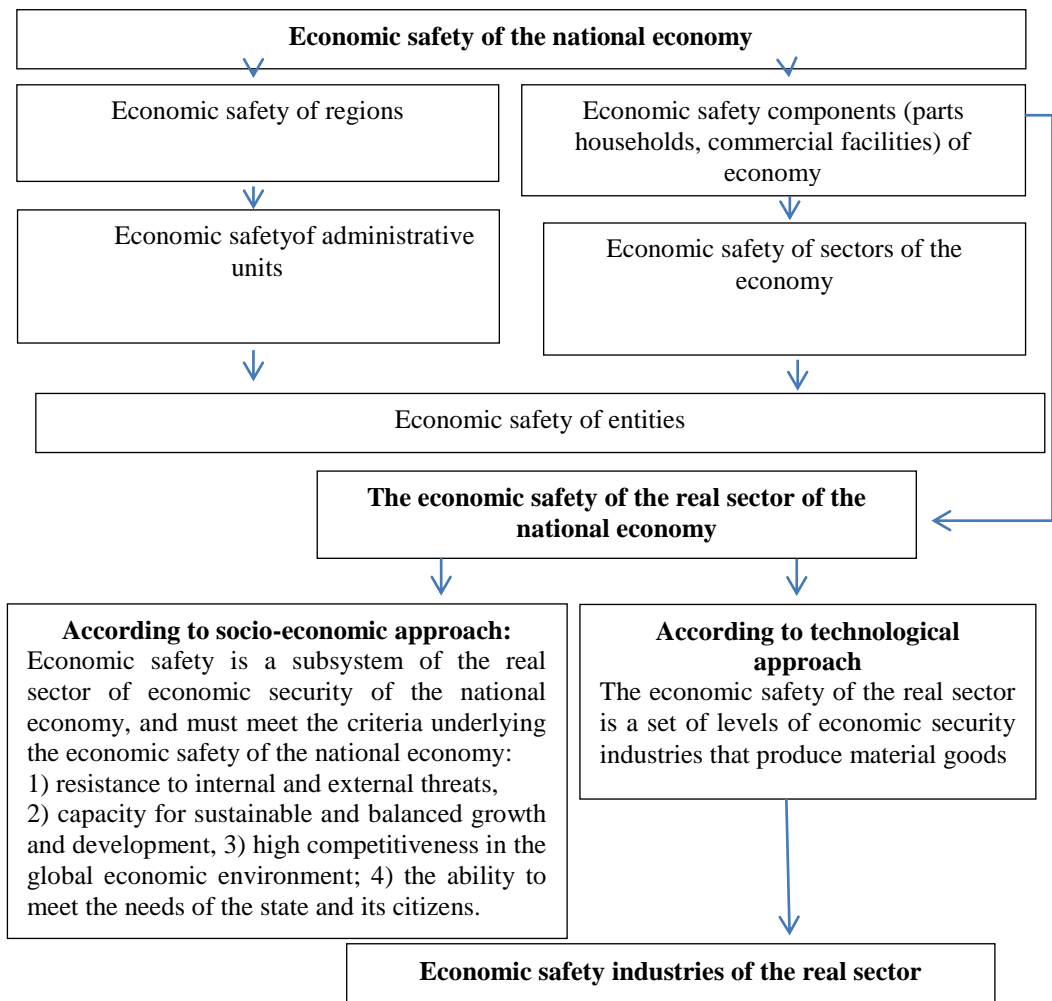 Economic safety of the national economy
Economic safety of regions
Economic safety components (parts
households, commercial facilities) of
economy
Economic safetyof administrative
units
Economic safety of sectors of the
economy
Economic safety of entities
The economic safety of the real sector of the
national economy
According to socio-economic approach:
Economic safety is a subsystem of the real
sector of economic security of the national
economy, and must meet the criteria underlying
the economic safety of the national economy:
1) resistance to internal and external threats,
2) capacity for sustainable and balanced growth
and development, 3) high competitiveness in the
global economic environment; 4) the ability to
meet the needs of the state and its citizens.
According to technological
approach
The economic safety of the real sector
is a set of levels of economic security
industries that produce material goods
Economic safety industries of the real sector